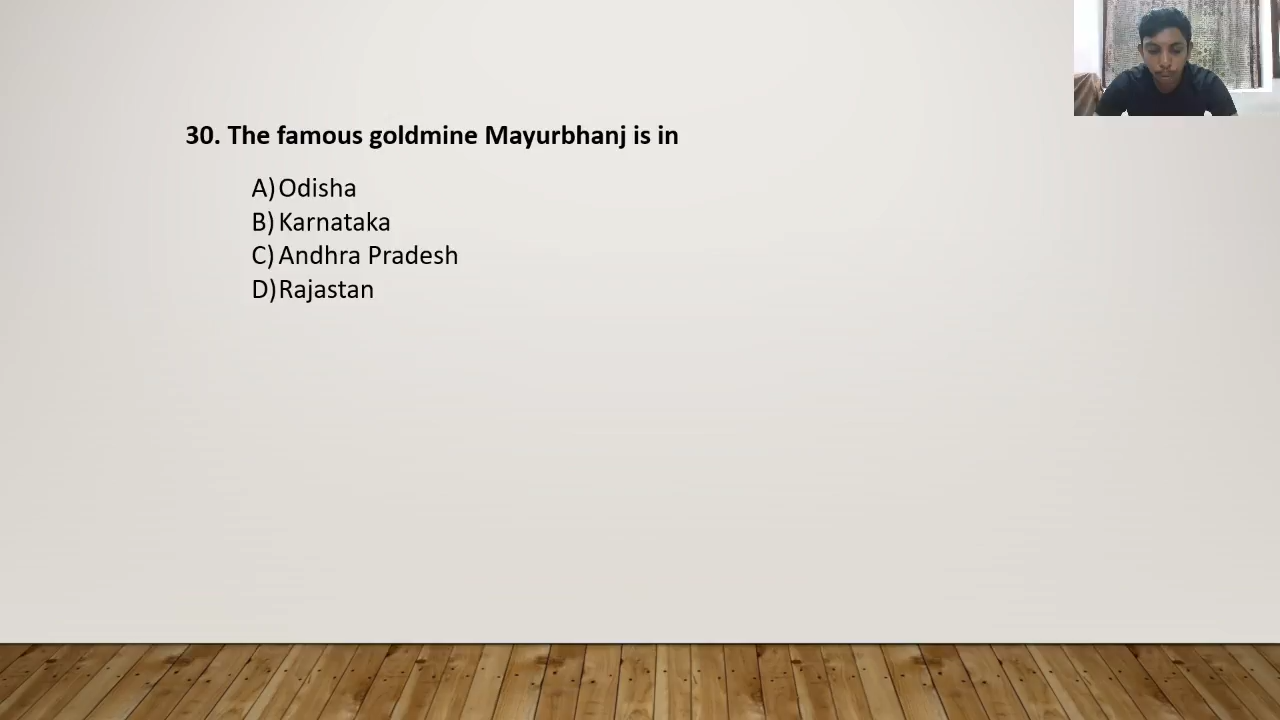 30. The famous goldmine Mayurbhanj is in
A) Odisha
B) Karnataka
C) Andhra Pradesh
D) Rajastan